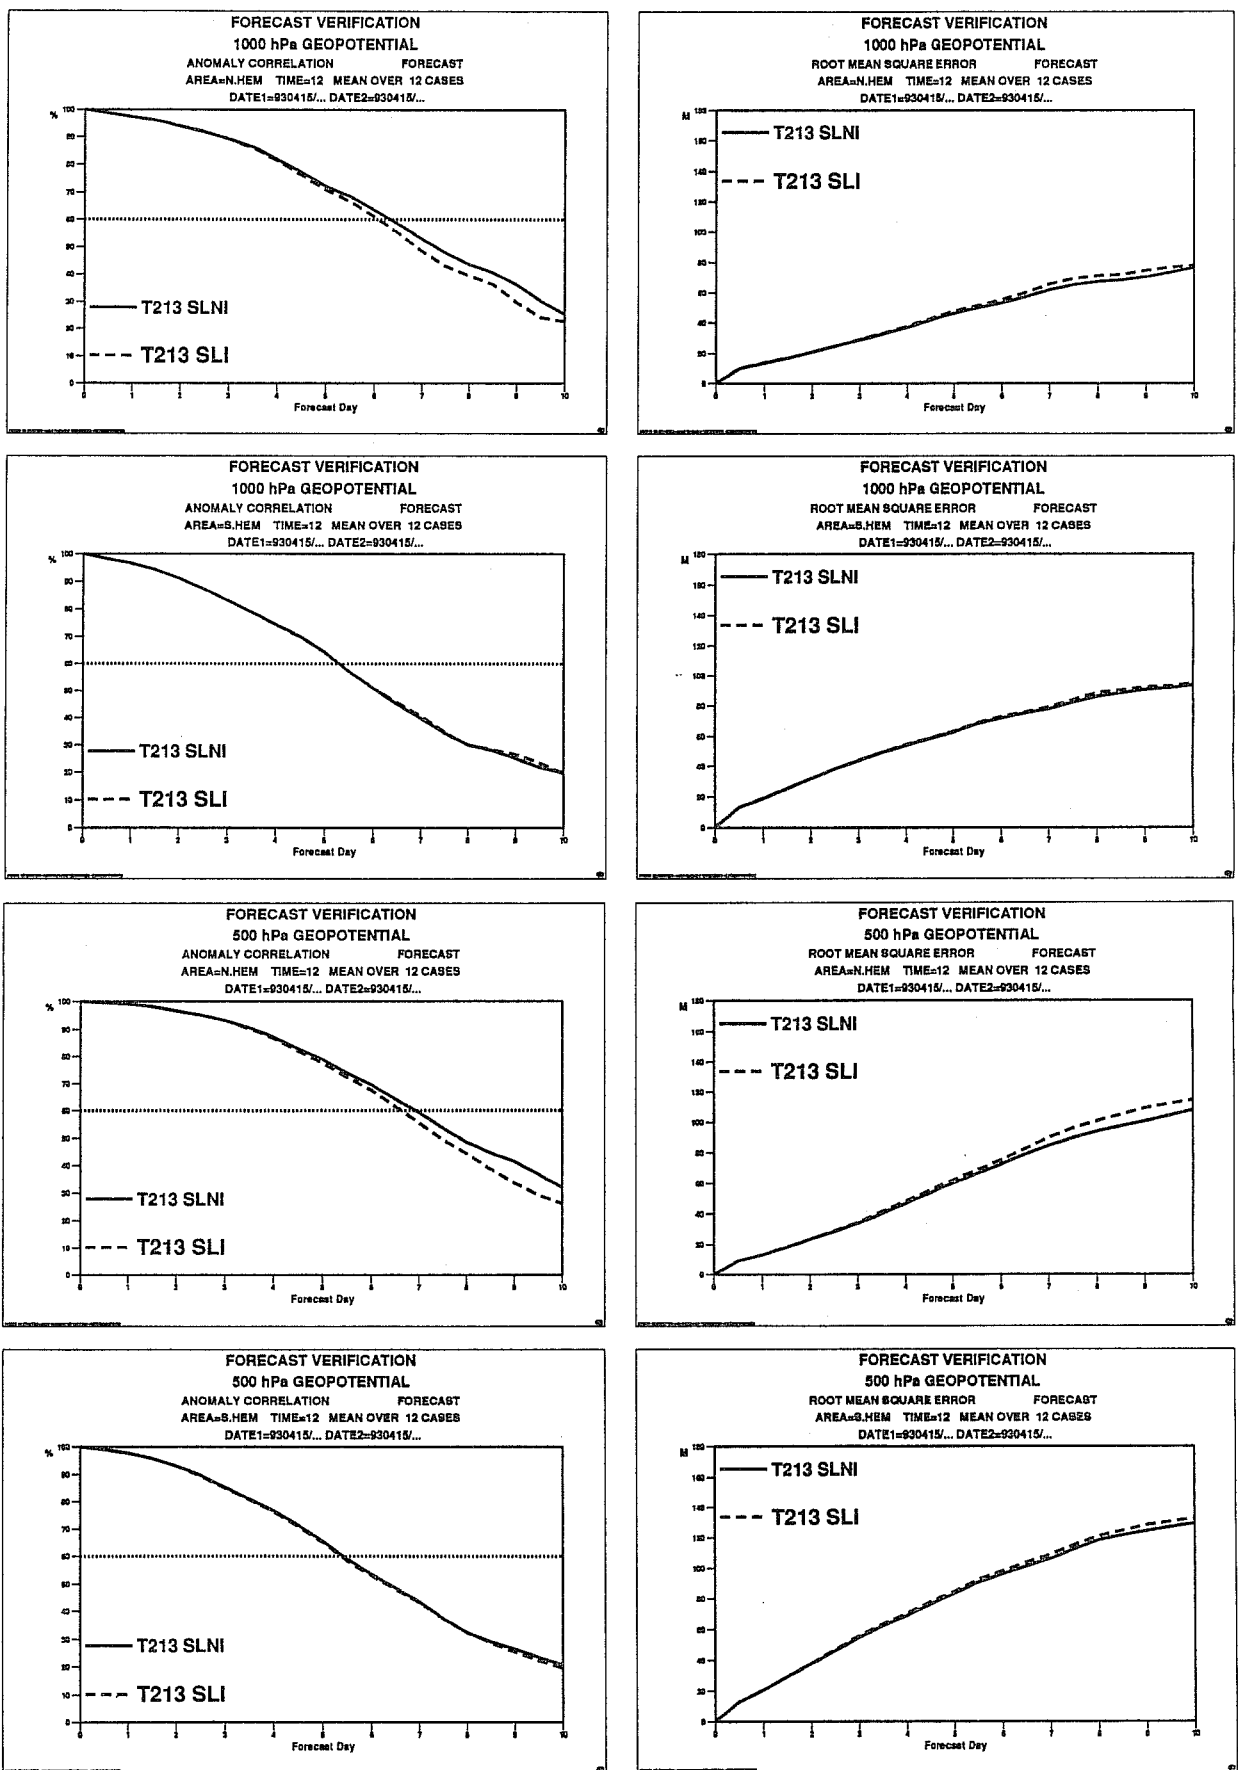 FORECAST VERIFICATION
1000 hPa GEOPOTENTIAL
ANOMALY CORRELATION FORECAST
AREA=N.HEM TIME=12 MEAN OVER 12 CASES
DATE1=930415/... DATE2=930415/...
%
T213 SLNI
T213 SLI
Forecast Day
FORECAST VERIFICATION
1000 hPa GEOPOTENTIAL
ROOT MEAN SQUARE ERROR FORECAST
AREA=N.HEM TIME=12 MEAN OVER 12 CASES
DATE1=930415/... DATE2=930415/...
M
T213 SLNI
T213 SLI
Forecast Day
FORECAST VERIFICATION
1000 hPa GEOPOTENTIAL
ANOMALY CORRELATION FORECAST
AREA=S.HEM TIME=12 MEAN OVER 12 CASES
DATE1=930415/... DATE2=930415/...
%
T213 SLNI
T213 SLI
Forecast Day
FORECAST VERIFICATION
1000 hPa GEOPOTENTIAL
ROOT MEAN SQUARE ERROR FORECAST
AREA=S.HEM TIME=12 MEAN OVER 12 CASES
DATE1=930415/... DATE2=930415/...
M
T213 SLNI
T213 SLI
Forecast Day
FORECAST VERIFICATION
500 hPa GEOPOTENTIAL
ANOMALY CORRELATION FORECAST
AREA=N.HEM TIME=12 MEAN OVER 12 CASES
DATE1=930415/... DATE2=930415/...
%
T213 SLNI
T213 SLI
Forecast Day
FORECAST VERIFICATION
500 hPa GEOPOTENTIAL
ROOT MEAN SQUARE ERROR FORECAST
AREA=N.HEM TIME=12 MEAN OVER 12 CASES
DATE1=930415/... DATE2=930415/...
M
T213 SLNI
T213 SLI
Forecast Day
FORECAST VERIFICATION
500 hPa GEOPOTENTIAL
ANOMALY CORRELATION FORECAST
AREA=S.HEM TIME=12 MEAN OVER 12 CASES
DATE1=930415/... DATE2=930415/...
%
T213 SLNI
T213 SLI
Forecast Day
FORECAST VERIFICATION
500 hPa GEOPOTENTIAL
ROOT MEAN SQUARE ERROR FORECAST
AREA=S.HEM TIME=12 MEAN OVER 12 CASES
DATE1=930415/... DATE2=930415/...
M
T213 SLNI
T213 SLI
Forecast Day